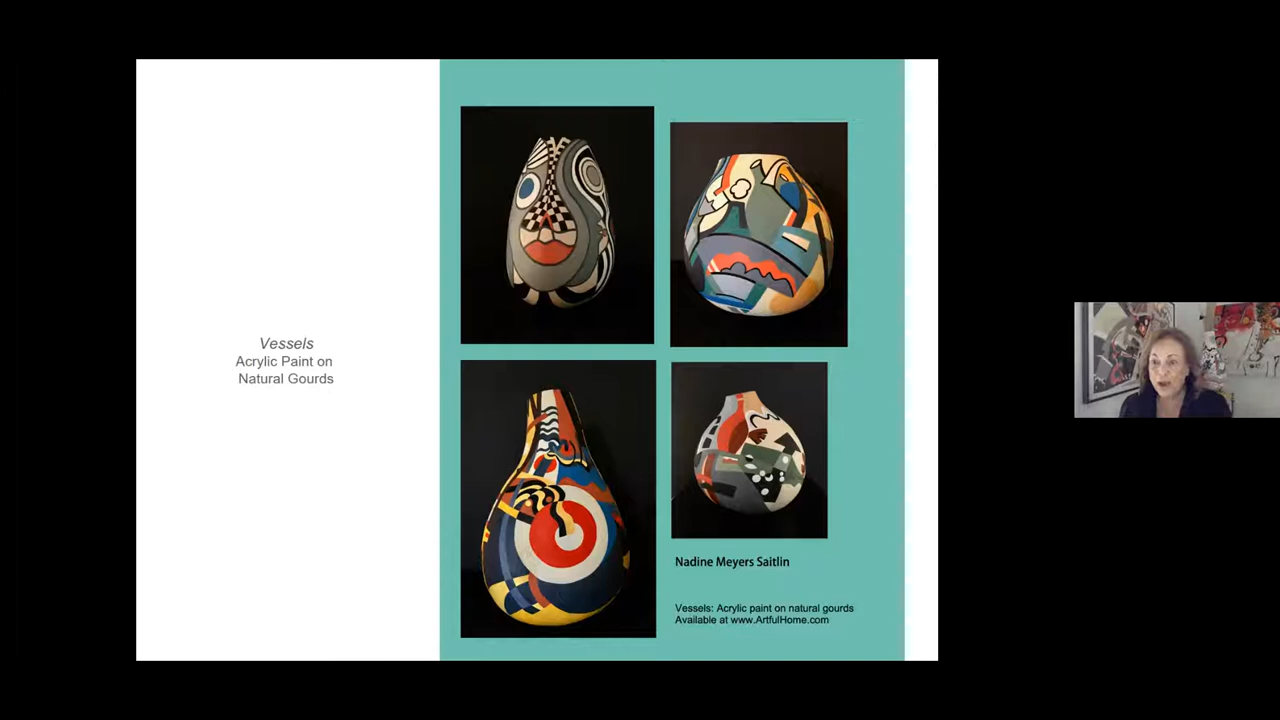 Vessels
Acrylic Paint on
Natural Gourds
Nadine Meyers Saitlin
Vessels: Acrylic paint on natural gourds
Available at www.ArtfulHome.com